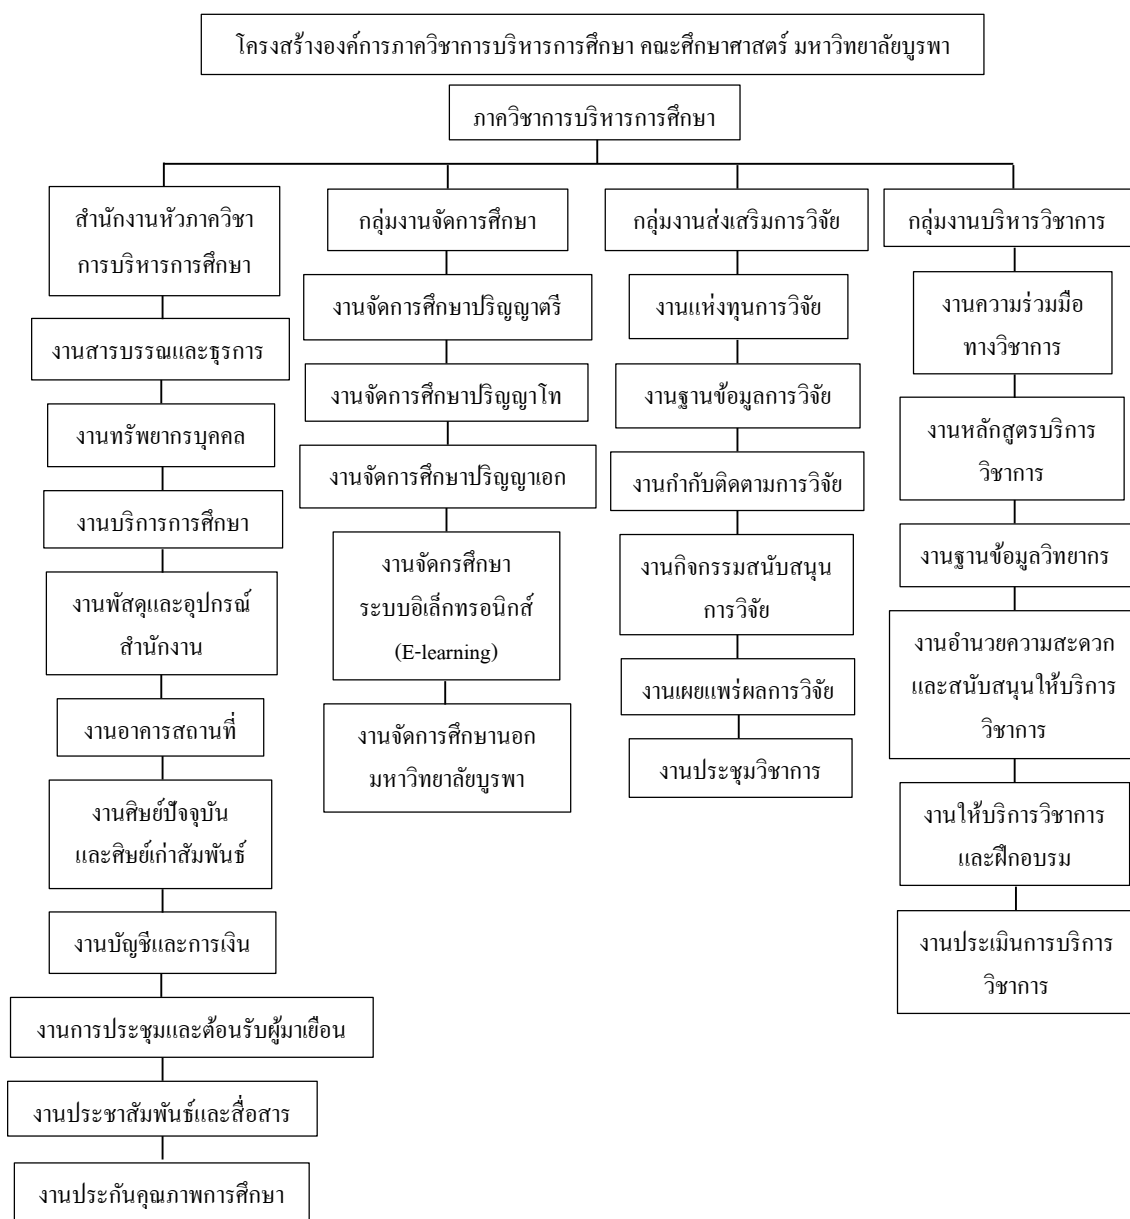 โครงสร้างองค์การภาควิชาการบริหารการศึกษา คณะศึกษาศาสตร์ มหาวิทยาลัยบูรพา
ภาควิชาการบริหารการศึกษา
สำนักงานหัวภาควิชา
การบริหารการศึกษา
งานสารบรรณและธุรการ
งานทรัพยากรบุคคล
งานบริการการศึกษา
งานพัสดุและอุปกรณ์
สำนักงาน
งานอาคารสถานที่
งานศิษย์ปัจจุบัน
และศิษย์เก่าสัมพันธ์
งานบัญชีและการเงิน
งานการประชุมและต้อนรับผู้มาเยือน
งานประชาสัมพันธ์และสื่อสาร
งานประกันคุณภาพการศึกษา
กลุ่มงานจัดการศึกษา
งานจัดการศึกษาปริญญาตรี
งานจัดการศึกษาปริญญาโท
งานจัดการศึกษาปริญญาเอก
งานจัดกรศึกษา
ระบบอิเล็กทรอนิกส์
(E-learning)
งานจัดการศึกษานอก
มหาวิทยาลัยบูรพา
กลุ่มงานส่งเสริมการวิจัย
งานแห่งทุนการวิจัย
งานฐานข้อมูลการวิจัย
งานกำกับติดตามการวิจัย
งานกิจกรรมสนับสนุน
การวิจัย
งานเผยแพร่ผลการวิจัย
งานประชุมวิชาการ
กลุ่มงานบริหารวิชาการ
งานความร่วมมือ
ทางวิชาการ
งานหลักสูตรบริการ
วิชาการ
งานฐานข้อมูลวิทยากร
งานอำนวยความสะดวก
และสนับสนุนให้บริการ
วิชาการ
งานให้บริการวิชาการ
และฝึกอบรม
งานประเมินการบริการ
วิชาการ